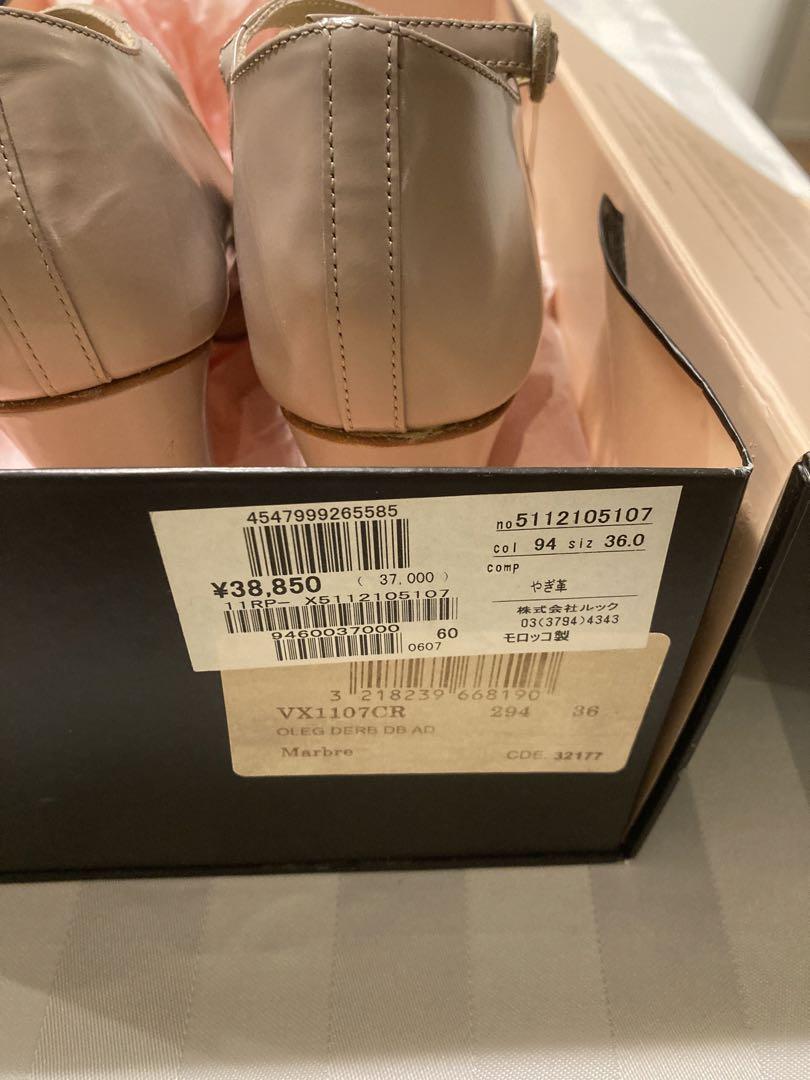 4547999265585
¥38,850 ( 37,000 )
11RP- X5112105107
9460037000 60
0607
no5112105107
col 94 siz 36.0
comp
やぎ革
株式会社ルック
03(3794)4343
モロッコ製
3 218239 668190
VX1107CR 294 36
OLEG DERB DB AD
Marbre CDE. 32177